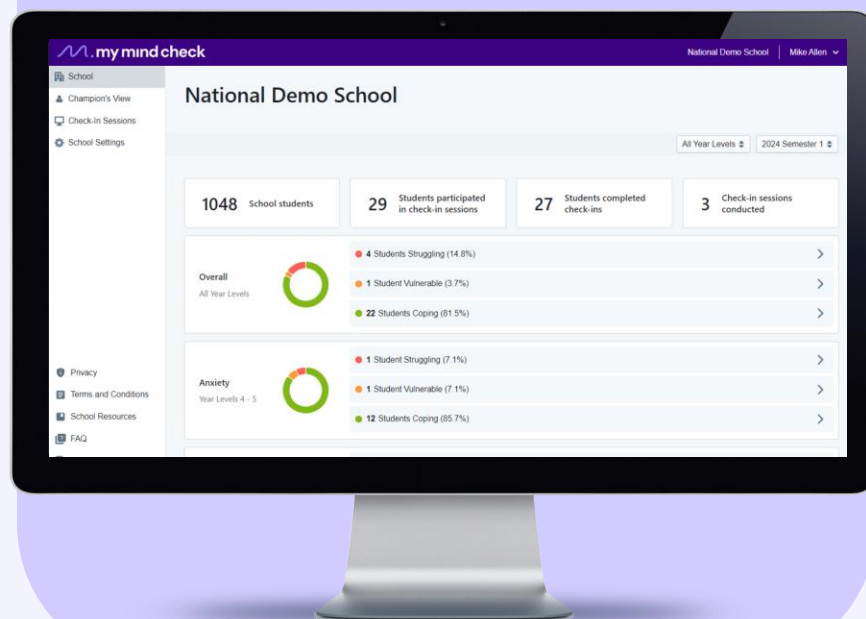 my mind check
National Demo School
Mike Allen
School
Champion's View
Check-In Sessions
School Settings
National Demo School
All Year Levels
2024 Semester 1
1048 School students
29 Students participated
in check-in sessions
27 Students completed
check-ins
3 Check-in sessions
conducted
Overall
All Year Levels
4 Students Struggling (14.8%)
1 Student Vulnerable (3.7%)
22 Students Coping (81.5%)
Anxiety
Year Levels 4 - 5
1 Student Struggling (7.1%)
1 Student Vulnerable (7.1%)
12 Students Coping (85.7%)
Privacy
Terms and Conditions
School Resources
FAQ